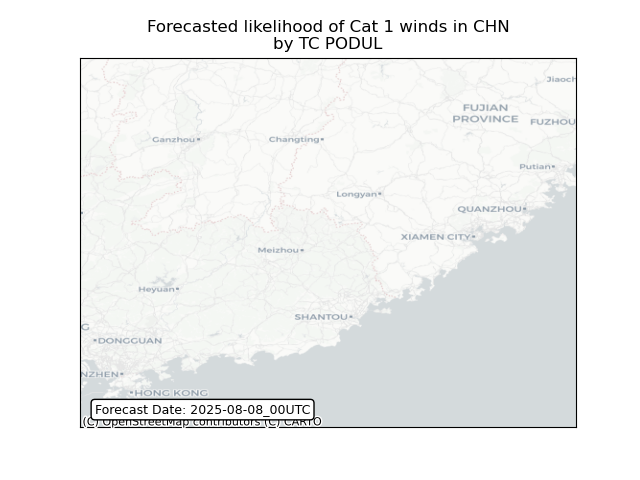 Forecasted likelihood of Cat 1 winds in CHN
by TC PODUL
Jiaoch
FUJIAN
PROVINCE
FUZHOU
Ganzhou
Changting
Putian
Longyan
QUANZHOU
XIAMEN CITY
Meizhou
Heyuan
SHANTOU
G
DONGGUAN
NZHEN
HONG KONG
Forecast Date: 2025-08-08_00UTC
(C) OpenStreetMap contributors (C) CARTO